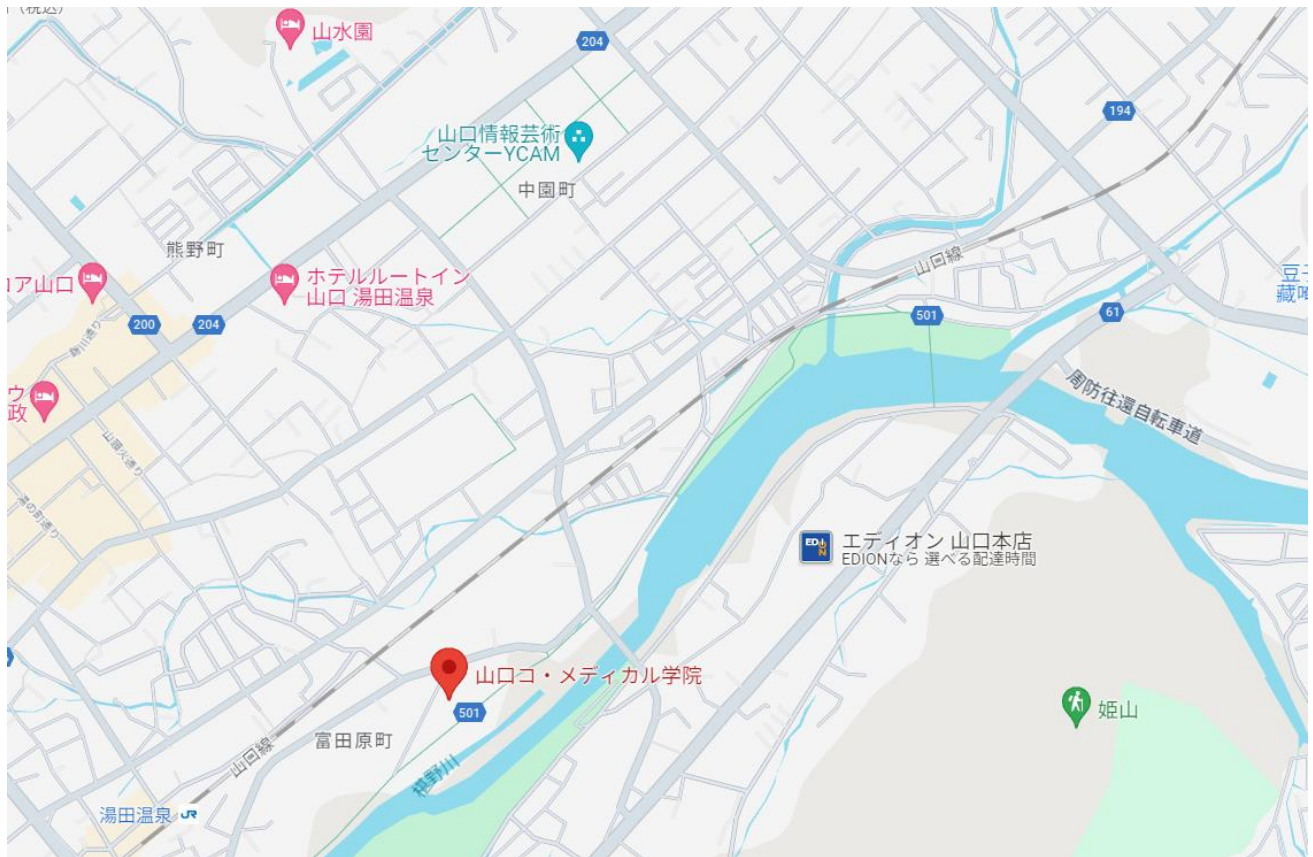 (税込)
山水園
204
194
山口情報芸術
センターYCAM
中園町
熊野町
山口線
コア山口
ホテルルートイン
山口 湯田温泉
200
204
501
61
周防往還自転車道
エディオン 山口本店
EDIONなら 選べる配達時間
山口コ・メディカル学院
501
姫山
富田原町
椹野川
山口線
湯田温泉
JR